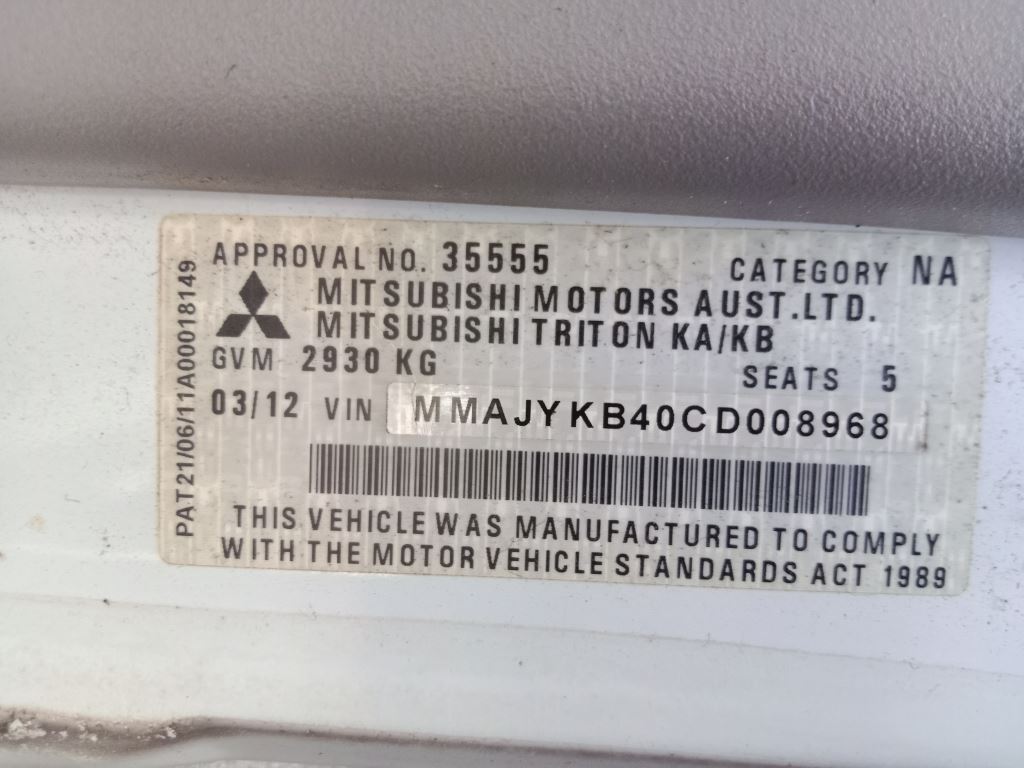 APPROVAL NO. 35555 CATEGORY NA
MITSUBISHI MOTORS AUST.LTD.
MITSUBISHI TRITON KA/KB
GVM 2930 KG SEATS 5
03/12 VIN MMAJYKB40CD008968
THIS VEHICLE WAS MANUFACTURED TO COMPLY
WITH THE MOTOR VEHICLE STANDARDS ACT 1989
PAT21/06/11A00018149